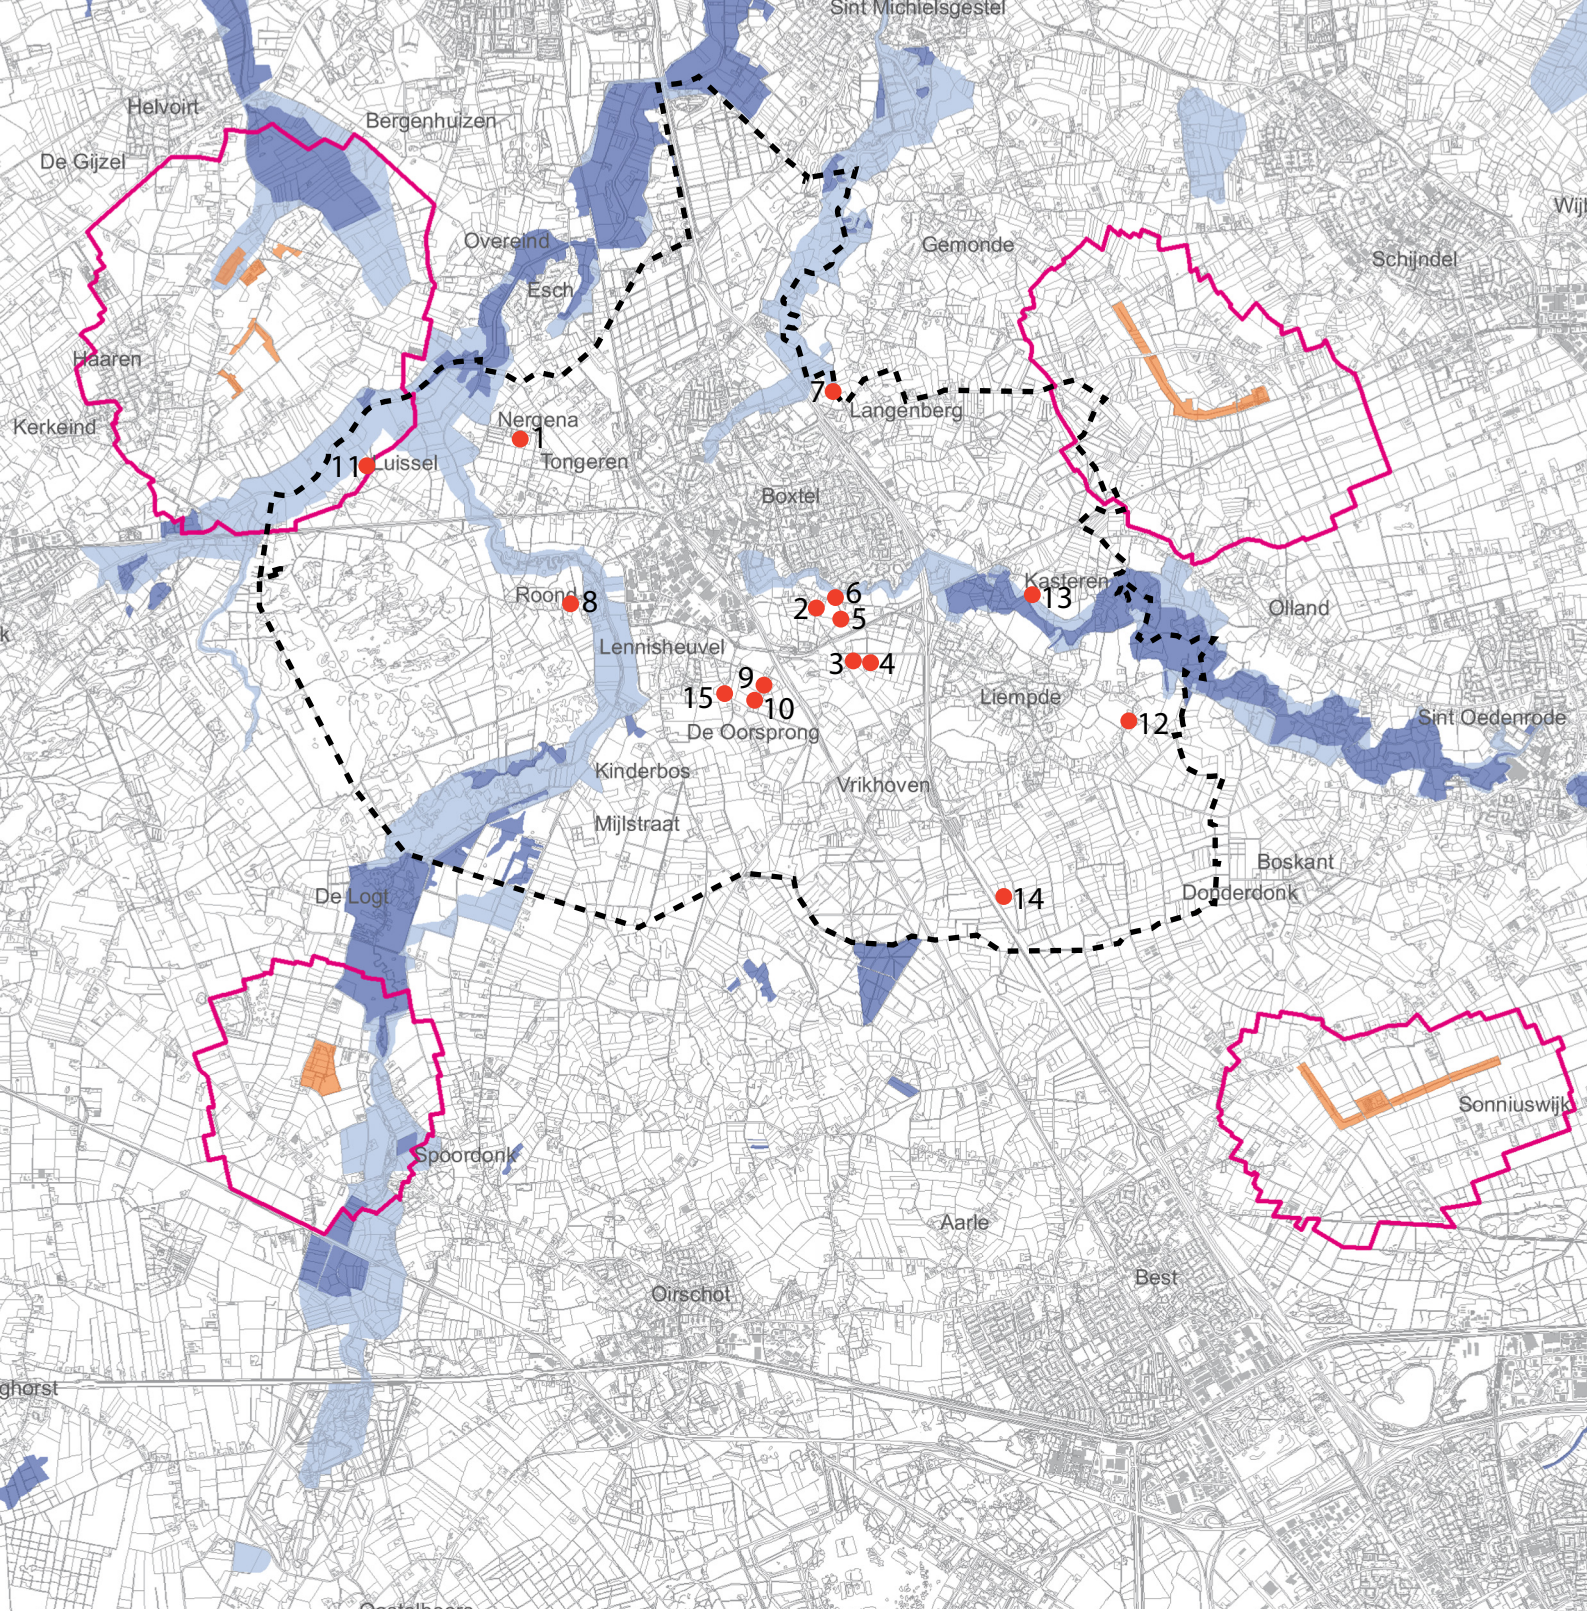 Sint Michielsgestel
Helvoirt
Bergenhuizen
De Gijzel
Wijb
Overeind
Gemonde
Schijndel
Esch
Haaren
7
Langenberg
Kerkeind
Nergena
1
Tongeren
11
Luissel
Boxtel
Kasteren
13
Roond
8
6
2
5
Olland
k
Lennisheuvel
3
4
9
15
10
Liempde
12
Sint Oedenrode
De Oorsprong
Kinderbos
Vrikhoven
Mijlstraat
Boskant
De Logt
14
Donderdonk
Sonniuswijk
Spoordonk
Aarle
Best
Oirschot
ghorst